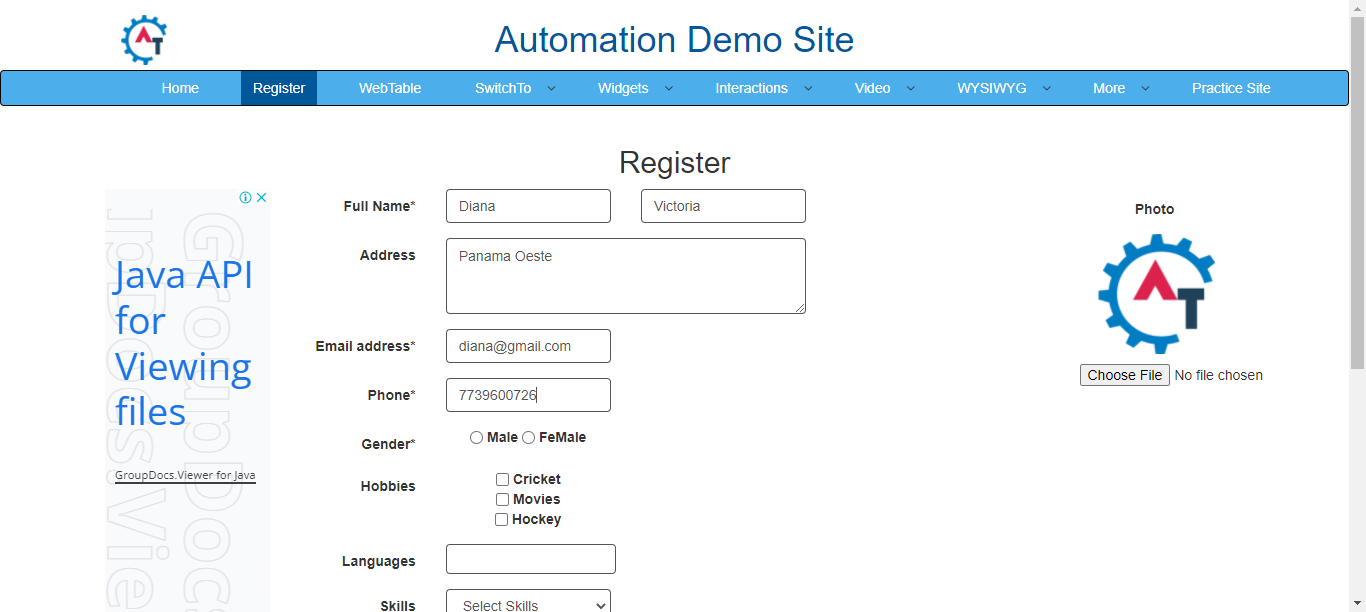 Automation Demo Site
Home Register WebTable SwitchTo Widgets Interactions Video WYSIWYG More Practice Site
Register
Java API
for
Viewing
files
GroupDocs.Viewer for Java
Full Name* Diana Victoria
Address Panama Oeste
Email address* diana@gmail.com
Phone* 7739600726
Gender* Male FeMale
Hobbies Cricket
Movies
Hockey
Languages
Skills Select Skills
Photo
AT
Choose File No file chosen